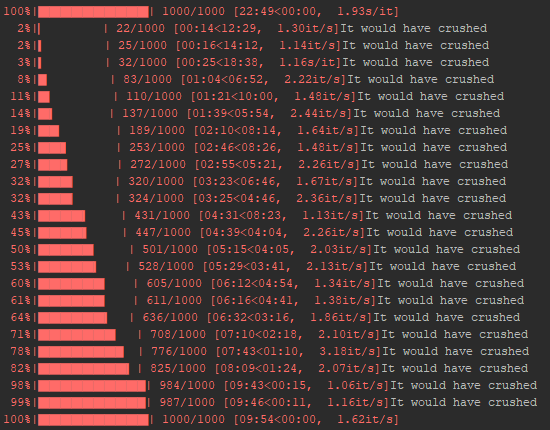 100%|██████████| 1000/1000 [22:49<00:00, 1.93s/it]
2%| | 22/1000 [00:14<12:29, 1.30it/s]It would have crushed
2%| | 25/1000 [00:16<14:12, 1.14it/s]It would have crushed
3%| | 32/1000 [00:25<18:38, 1.16s/it]It would have crushed
8%| | 83/1000 [01:04<06:52, 2.22it/s]It would have crushed
11%| | 110/1000 [01:21<10:00, 1.48it/s]It would have crushed
14%| | 137/1000 [01:39<05:54, 2.44it/s]It would have crushed
19%| | 189/1000 [02:10<08:14, 1.64it/s]It would have crushed
25%| | 253/1000 [02:46<08:26, 1.48it/s]It would have crushed
27%| | 272/1000 [02:55<05:21, 2.26it/s]It would have crushed
32%| | 320/1000 [03:23<06:46, 1.67it/s]It would have crushed
32%| | 324/1000 [03:25<04:46, 2.36it/s]It would have crushed
43%| | 431/1000 [04:31<08:23, 1.13it/s]It would have crushed
45%| | 447/1000 [04:39<04:04, 2.26it/s]It would have crushed
50%| | 501/1000 [05:15<04:05, 2.03it/s]It would have crushed
53%| | 528/1000 [05:29<03:41, 2.13it/s]It would have crushed
60%| | 605/1000 [06:12<04:54, 1.34it/s]It would have crushed
61%| | 611/1000 [06:16<04:41, 1.38it/s]It would have crushed
64%| | 636/1000 [06:32<03:16, 1.86it/s]It would have crushed
71%| | 708/1000 [07:10<02:18, 2.10it/s]It would have crushed
78%| | 776/1000 [07:43<01:10, 3.18it/s]It would have crushed
82%| | 825/1000 [08:09<01:24, 2.07it/s]It would have crushed
98%| | 984/1000 [09:43<00:15, 1.06it/s]It would have crushed
99%| | 987/1000 [09:46<00:11, 1.16it/s]It would have crushed
100%|██████████| 1000/1000 [09:54<00:00, 1.62it/s]